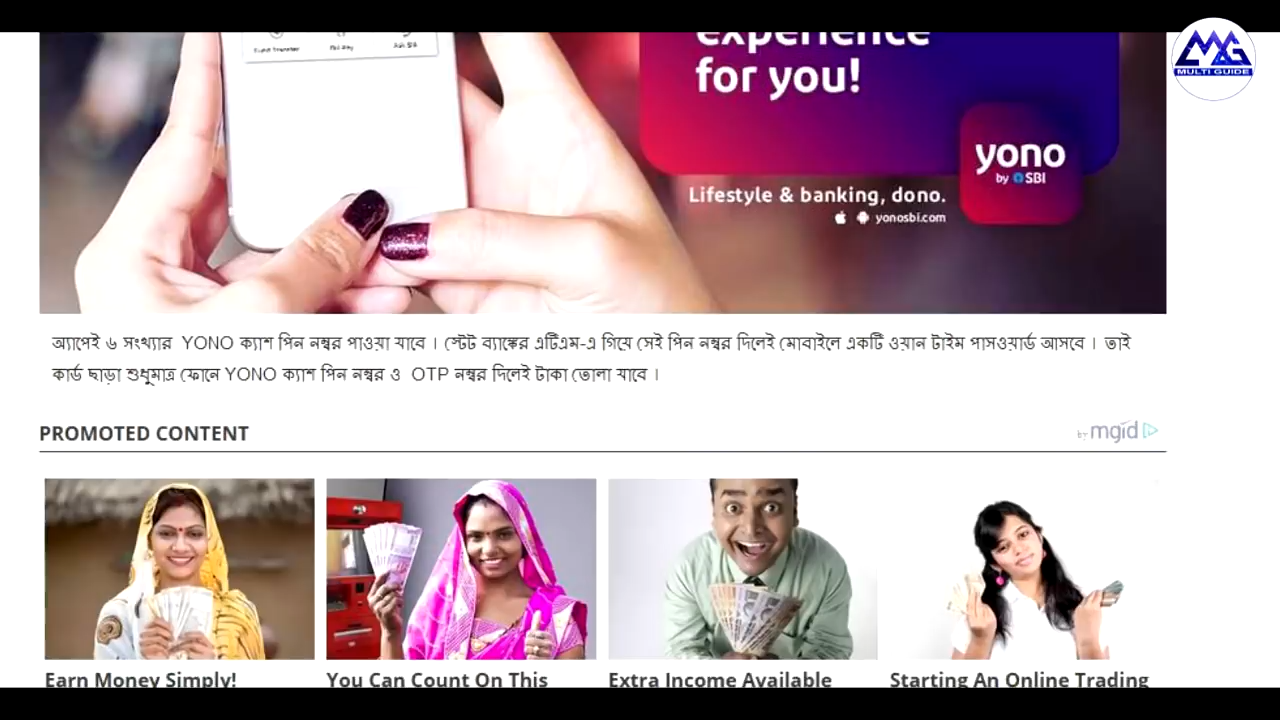 experience
MULTI GUIDE
for you!
yono
by SBI
Lifestyle & banking, dono.
yonosbi.com
অ্যাপেই ৬ সংখ্যার YONO ক্যাশ পিন নম্বর পাওয়া যাবে । স্টেট ব্যাঙ্কের এটিএম-এ গিয়ে সেই পিন নম্বর দিলেই মোবাইলে একটি ওয়ান টাইম পাসওয়ার্ড আসবে । তাই
কার্ড ছাড়া শুধুমাত্র ফোনে YONO ক্যাশ পিন নম্বর ও OTP নম্বর দিলেই টাকা তোলা যাবে ।
PROMOTED CONTENT
by mgid
Earn Money Simply!
You Can Count On This
Extra Income Available
Starting An Online Trading